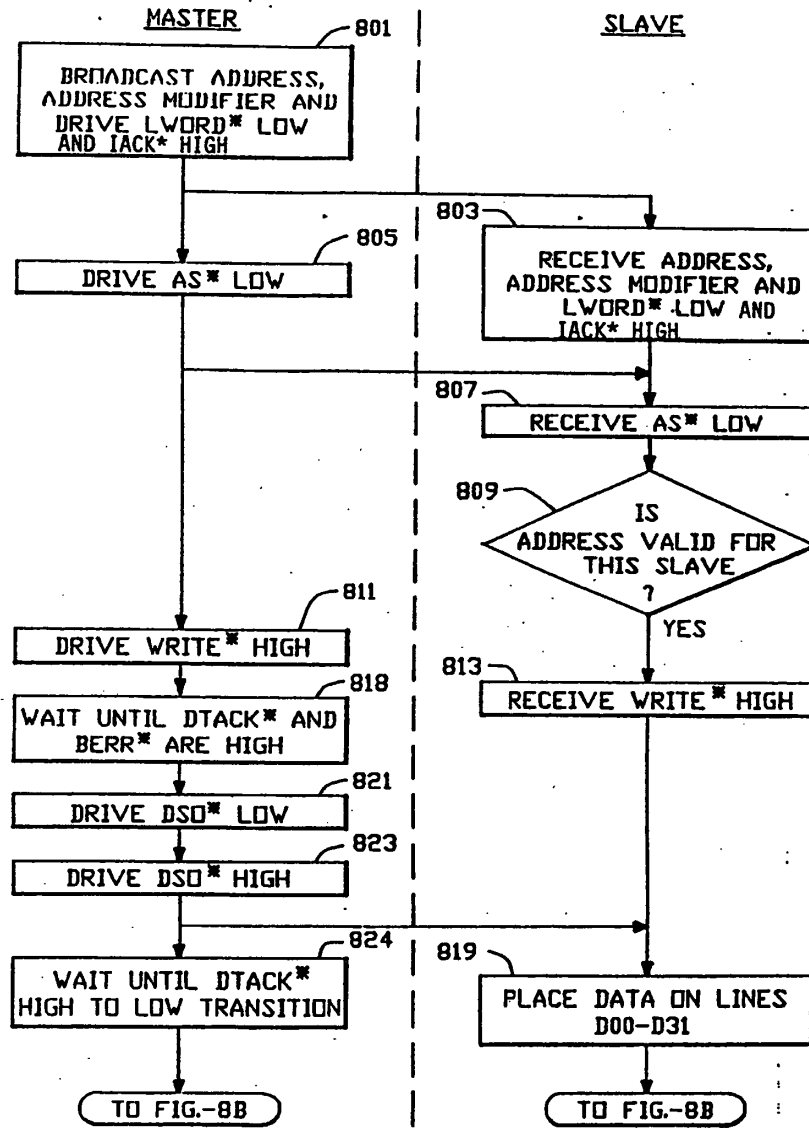 MASTER
SLAVE
801
BROADCAST ADDRESS,
ADDRESS MODIFIER AND
DRIVE LWORD* LOW
AND IACK* HIGH
803
RECEIVE ADDRESS,
ADDRESS MODIFIER AND
LWORD* LOW AND
IACK* HIGH
805
DRIVE AS* LOW
807
RECEIVE AS* LOW
809
IS
ADDRESS VALID FOR
THIS SLAVE
?
YES
811
DRIVE WRITE* HIGH
813
RECEIVE WRITE* HIGH
818
WAIT UNTIL DTACK* AND
BERR* ARE HIGH
821
DRIVE DSO* LOW
823
DRIVE DSO* HIGH
824
WAIT UNTIL DTACK*
HIGH TO LOW TRANSITION
819
PLACE DATA ON LINES
D00-D31
TO FIG.-8B
TO FIG.-8B